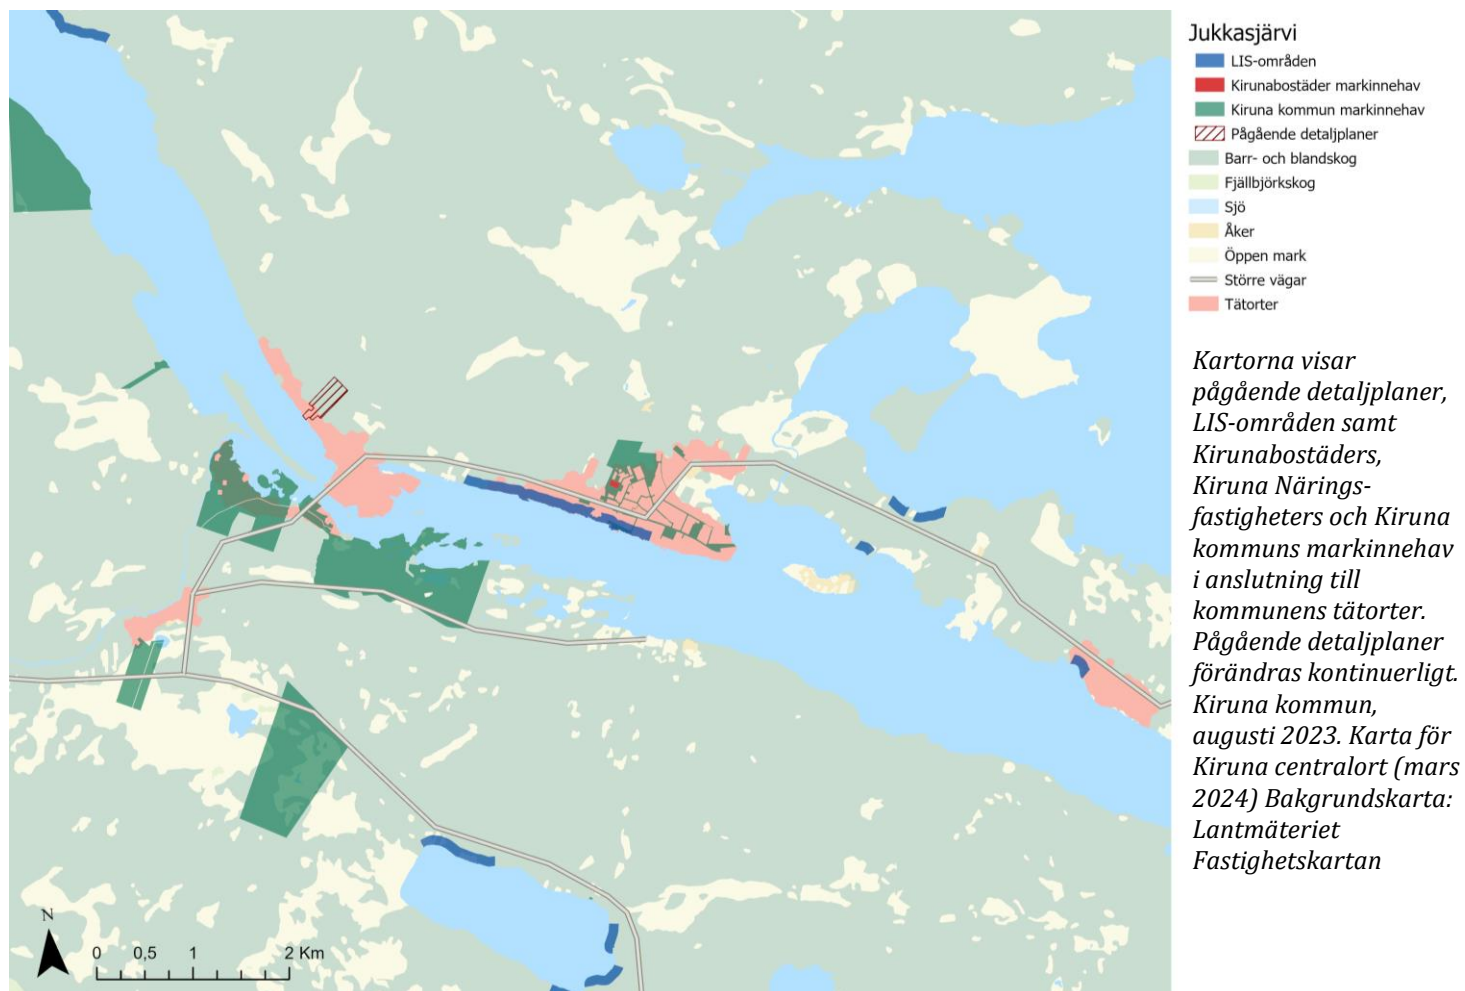 Jukkasjärvi
LIS-områden
Kirunabostäder markinnehav
Kiruna kommun markinnehav
Pågående detaljplaner
Barr- och blandskog
Fjällbjörkskog
Sjö
Åker
Öppen mark
Större vägar
Tätorter
Kartorna visar
pågående detaljplaner,
LIS-områden samt
Kirunabostäders,
Kiruna Närings-
fastigheters och Kiruna
kommuns markinnehav
i anslutning till
kommunens tätorter.
Pågående detaljplaner
förändras kontinuerligt.
Kiruna kommun,
augusti 2023. Karta för
Kiruna centralort (mars
2024) Bakgrundskarta:
Lantmäteriet
Fastighetskartan
N
0 0,5 1 2 Km